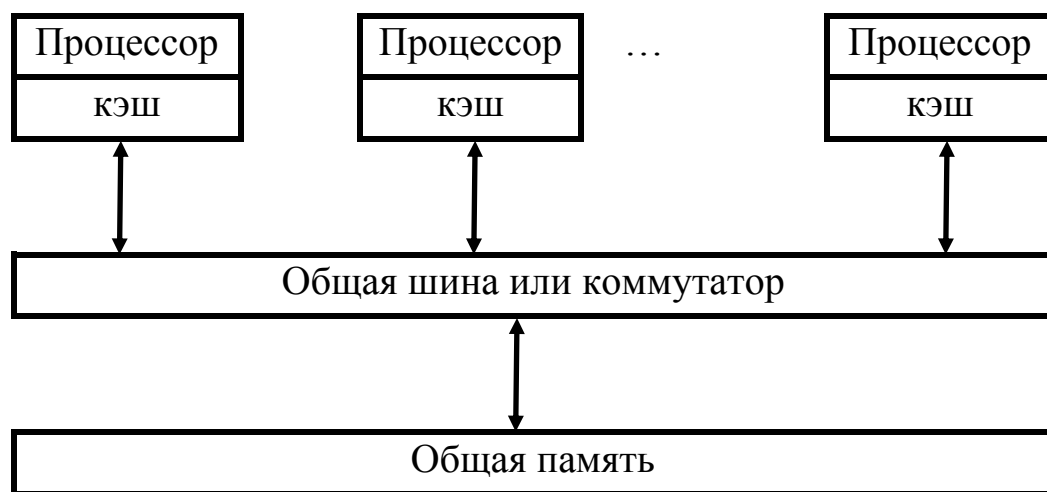 Процессор Процессор … Процессор
кэш кэш кэш
Общая шина или коммутатор
Общая память